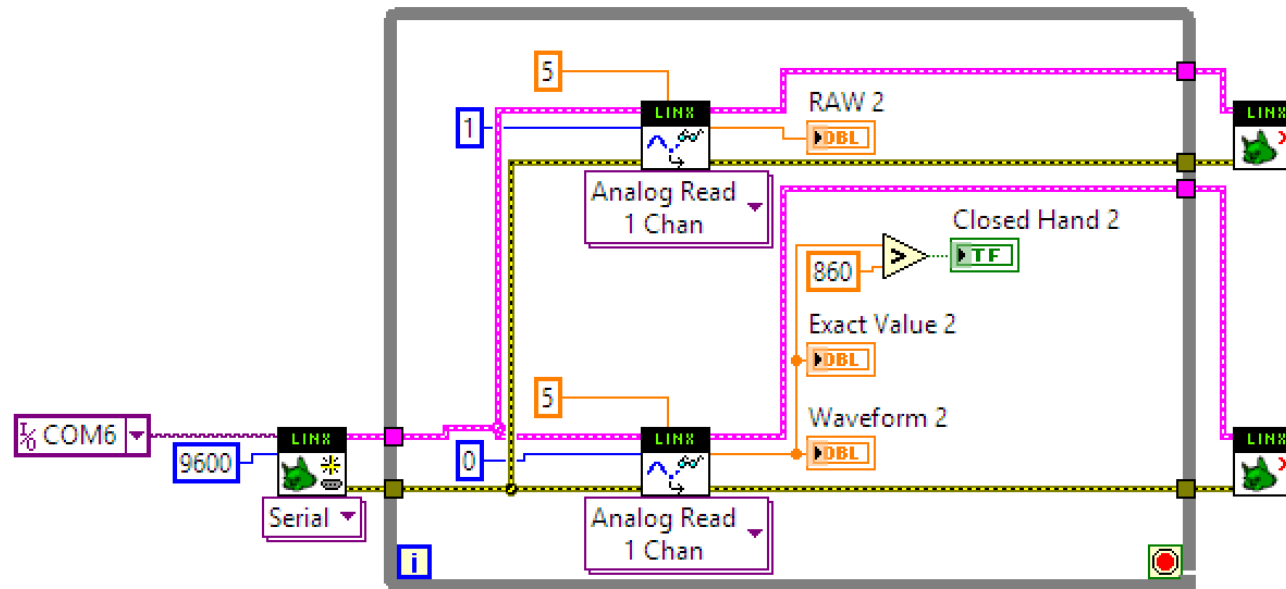 5
LINX
RAW 2
DBL
1
LINX
Analog Read
1 Chan
Closed Hand 2
TF
>
860
Exact Value 2
DBL
5
Waveform 2
DBL
I/O COM6
LINX
9600
Serial
0
LINX
LINX
Analog Read
1 Chan
i